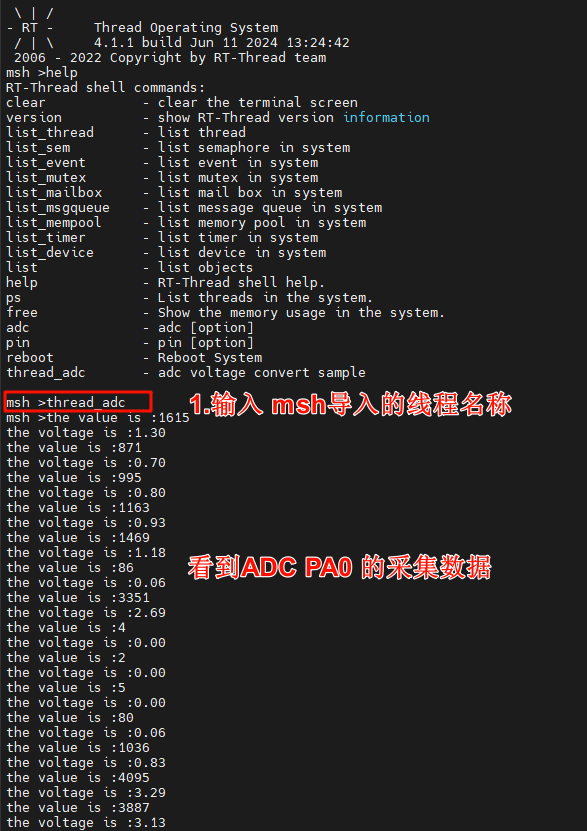 \ | /
- RT -     Thread Operating System
 / | \     4.1.1 build Jun 11 2024 13:24:42
 2006 - 2022 Copyright by RT-Thread team
msh >help
RT-Thread shell commands:
clear            - clear the terminal screen
version          - show RT-Thread version information
list_thread      - list thread
list_sem         - list semaphore in system
list_event       - list event in system
list_mutex       - list mutex in system
list_mailbox     - list mail box in system
list_msgqueue    - list message queue in system
list_mempool     - list memory pool in system
list_timer       - list timer in system
list_device      - list device in system
list             - list objects
help             - RT-Thread shell help.
ps               - List threads in the system.
free             - Show the memory usage in the system.
adc              - adc [option]
pin              - pin [option]
reboot           - Reboot System
thread_adc       - adc voltage convert sample
msh >thread_adc
1.输入 msh导入的线程名称
msh >the value is :1615
the voltage is :1.30
the value is :871
the voltage is :0.70
the value is :995
the voltage is :0.80
the value is :1163
the voltage is :0.93
the value is :1469
the voltage is :1.18
看到ADC PA0 的采集数据
the value is :86
the voltage is :0.06
the value is :3351
the voltage is :2.69
the value is :4
the voltage is :0.00
the value is :2
the voltage is :0.00
the value is :5
the voltage is :0.00
the value is :80
the voltage is :0.06
the value is :1036
the voltage is :0.83
the value is :4095
the voltage is :3.29
the value is :3887
the voltage is :3.13